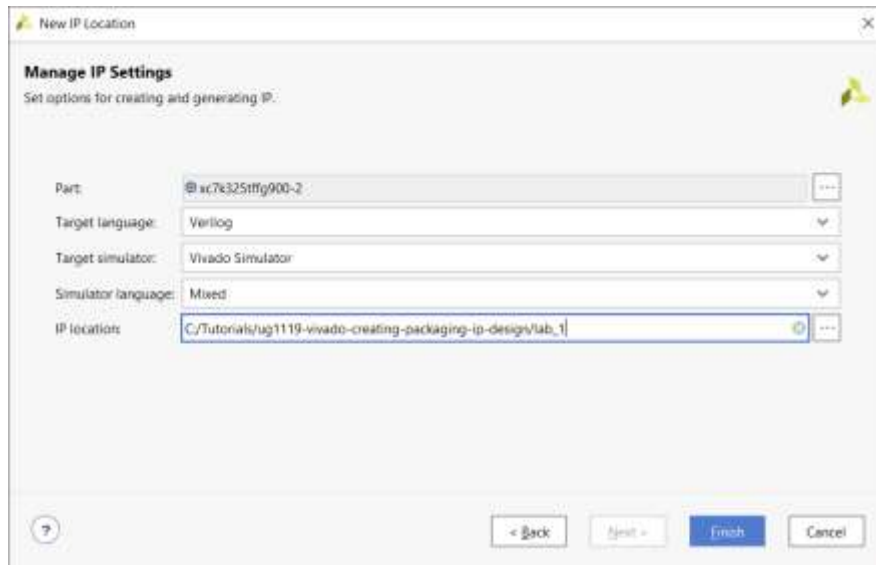 New IP Location
Manage IP Settings
Set options for creating and generating IP.
Part: xc7k325tffg900-2
Target language: Verilog
Target simulator: Vivado Simulator
Simulator language: Mixed
IP location: C:/Tutorials/ug1119-vivado-creating-packaging-ip-design/lab_1
? < Back Next > Finish Cancel